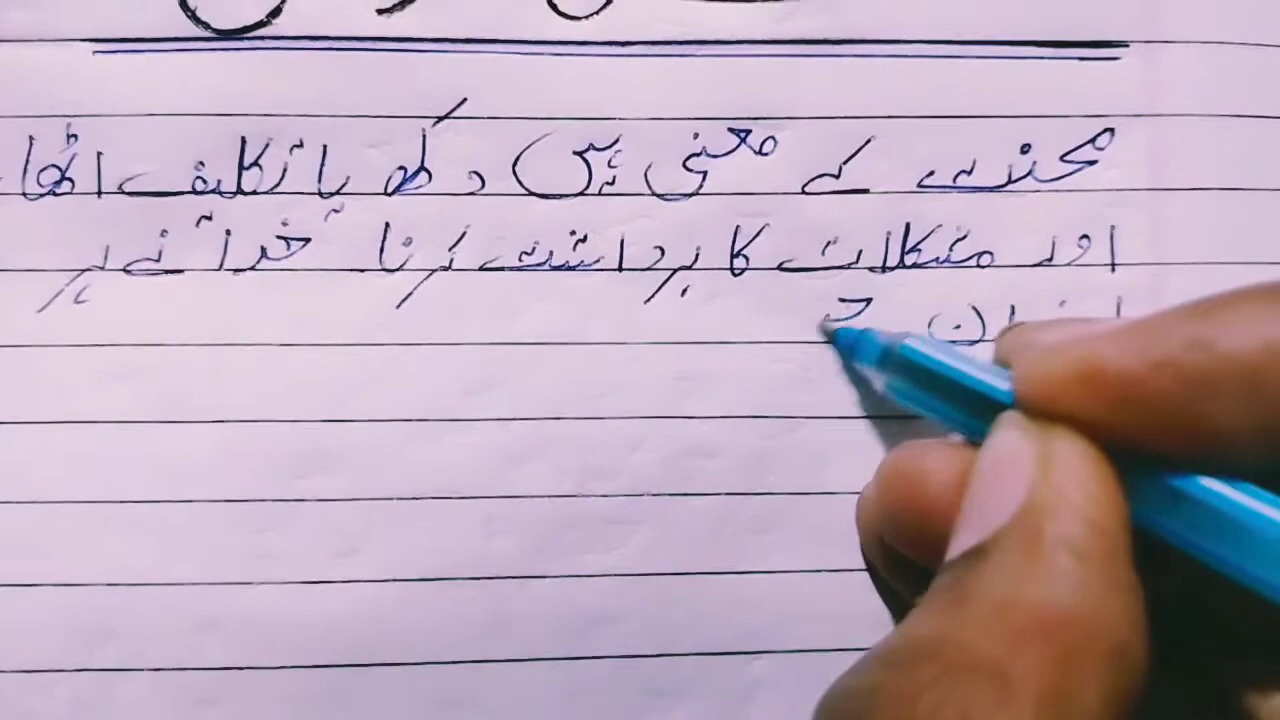 محنت کے معنی ہیں دکھ یا تکلیف اٹھا
اور مشکلات کا برداشت کرنا "خدا" نے ہر